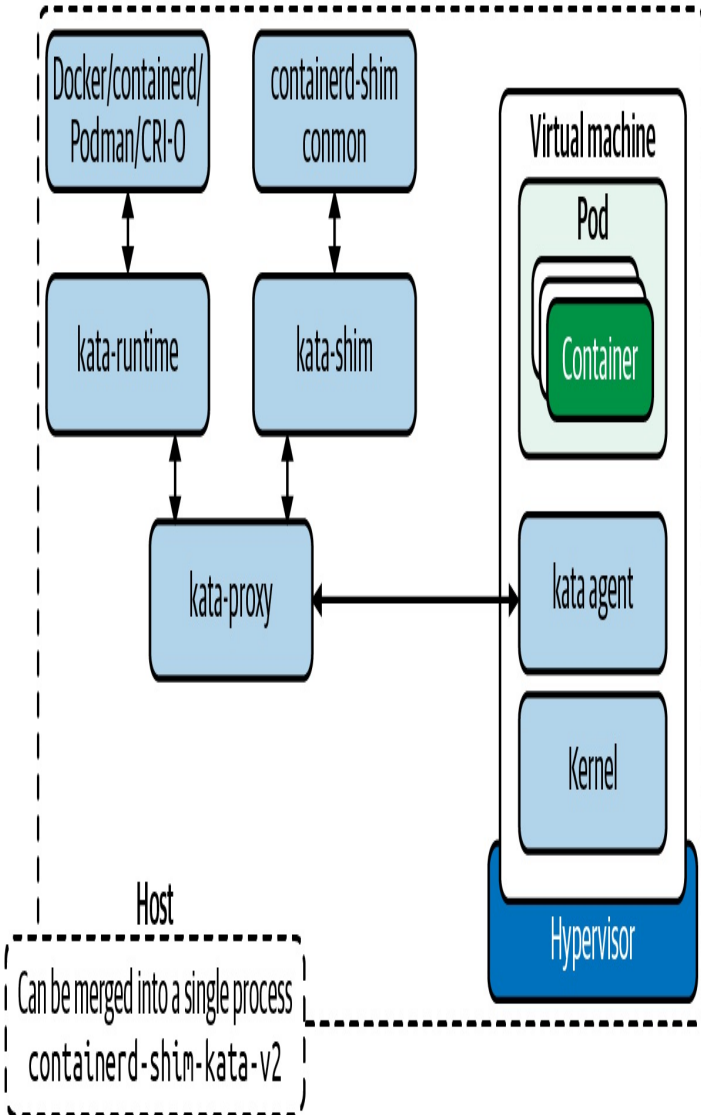 Docker/containerd/
Podman/CRI-O
containerd-shim
conmon
Virtual machine
Pod
Container
kata-runtime
kata-shim
kata-proxy
kata agent
Kernel
Hypervisor
Host
Can be merged into a single process
containerd-shim-kata-v2